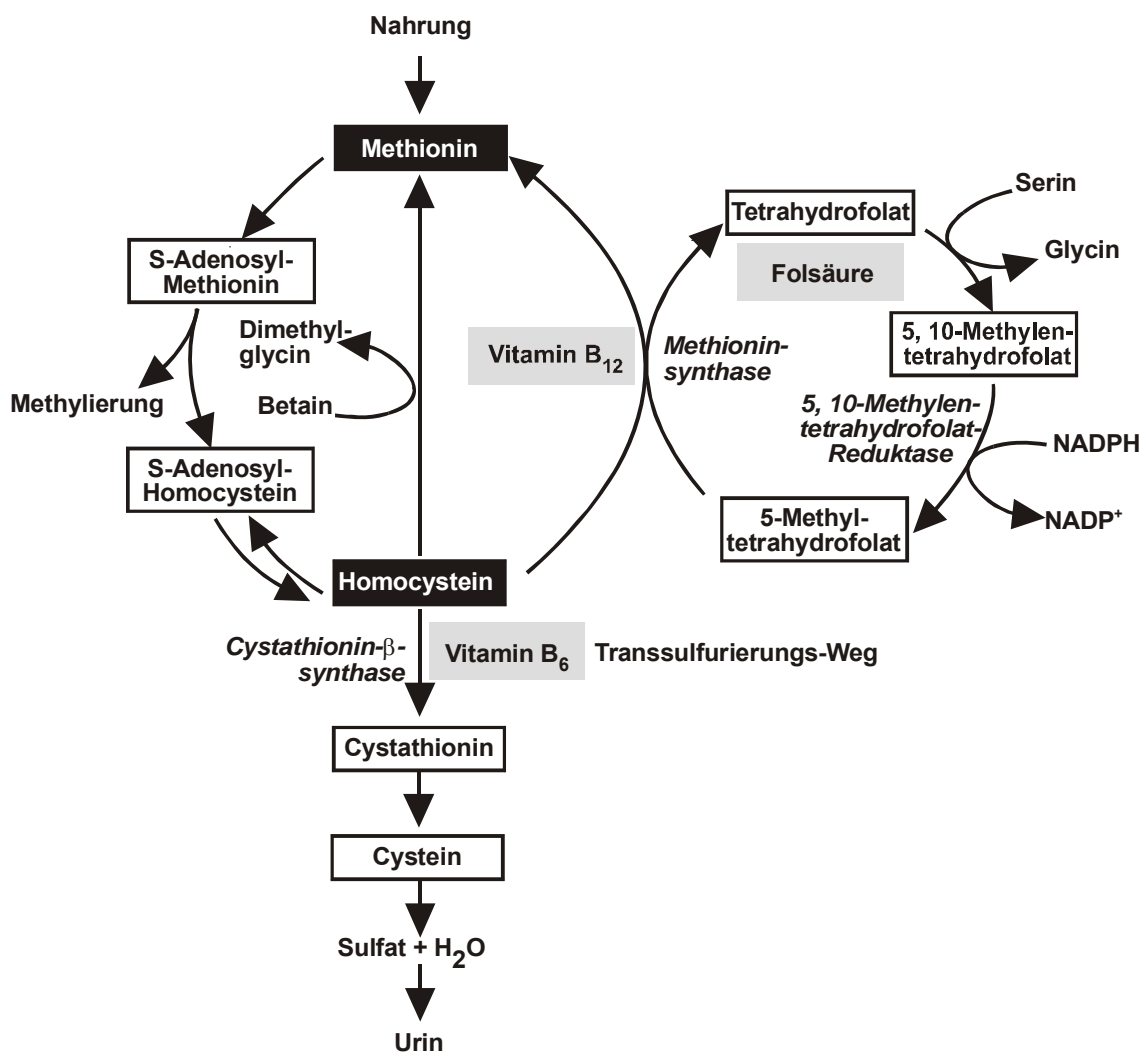 Nahrung
Methionin
S-Adenosyl-
Methionin
Dimethyl-
glycin
Betain
Methylierung
S-Adenosyl-
Homocystein
Vitamin B12
Methionin-
synthase
Tetrahydrofolat
Folsäure
Serin
Glycin
5, 10-Methylen-
tetrahydrofolat
5, 10-Methylen-
tetrahydrofolat-
Reduktase
NADPH
NADP+
5-Methyl-
tetrahydrofolat
Homocystein
Cystathionin-β-
synthase
Vitamin B6
Transsulfurierungs-Weg
Cystathionin
Cystein
Sulfat + H2O
Urin